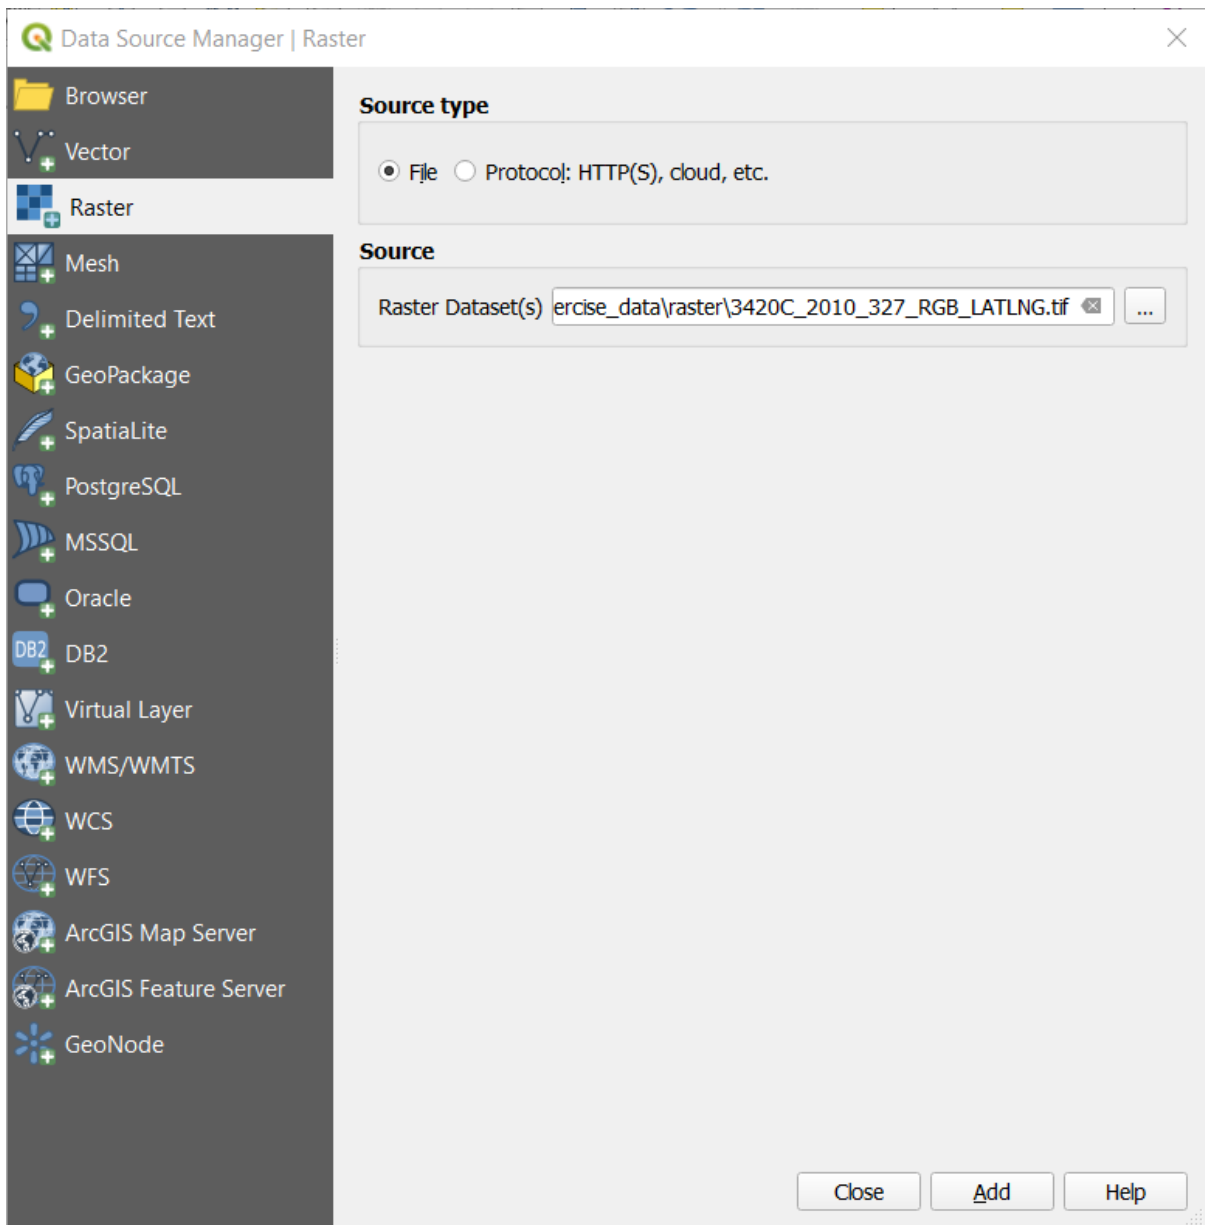 Data Source Manager | Raster
Browser
Vector
Raster
Mesh
Delimited Text
GeoPackage
SpatiaLite
PostgreSQL
MSSQL
Oracle
DB2
DB2
Virtual Layer
WMS/WMTS
WCS
WFS
ArcGIS Map Server
ArcGIS Feature Server
GeoNode
Source type
File Protocol: HTTP(S), cloud, etc.
Source
Raster Dataset(s) ercise_data\raster\3420C_2010_327_RGB_LATLNG.tif ...
Close Add Help